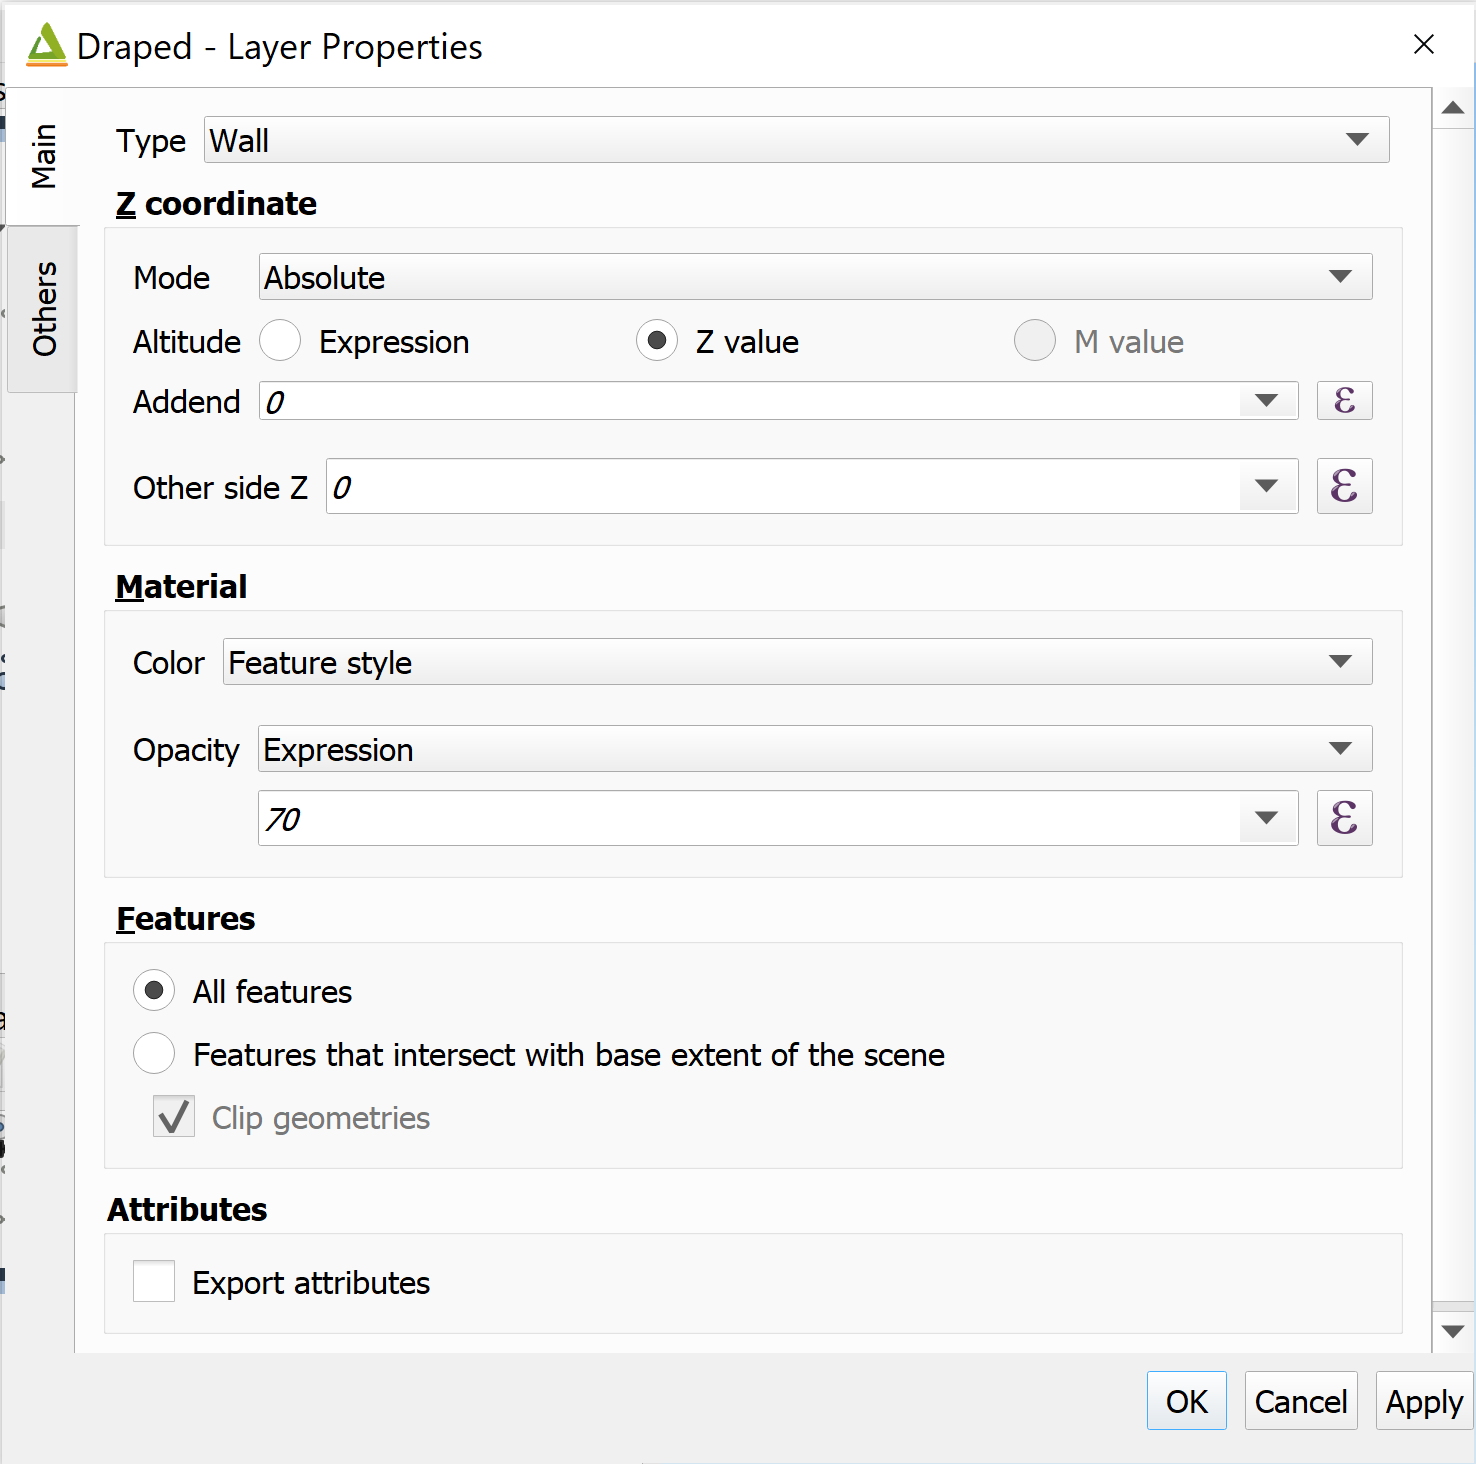 Draped - Layer Properties
Main
Others
Type Wall
Z coordinate
Mode Absolute
Altitude Expression Z value M value
Addend 0 ε
Other side Z 0 ε
Material
Color Feature style
Opacity Expression
70 ε
Features
All features
Features that intersect with base extent of the scene
Clip geometries
Attributes
Export attributes
OK Cancel Apply